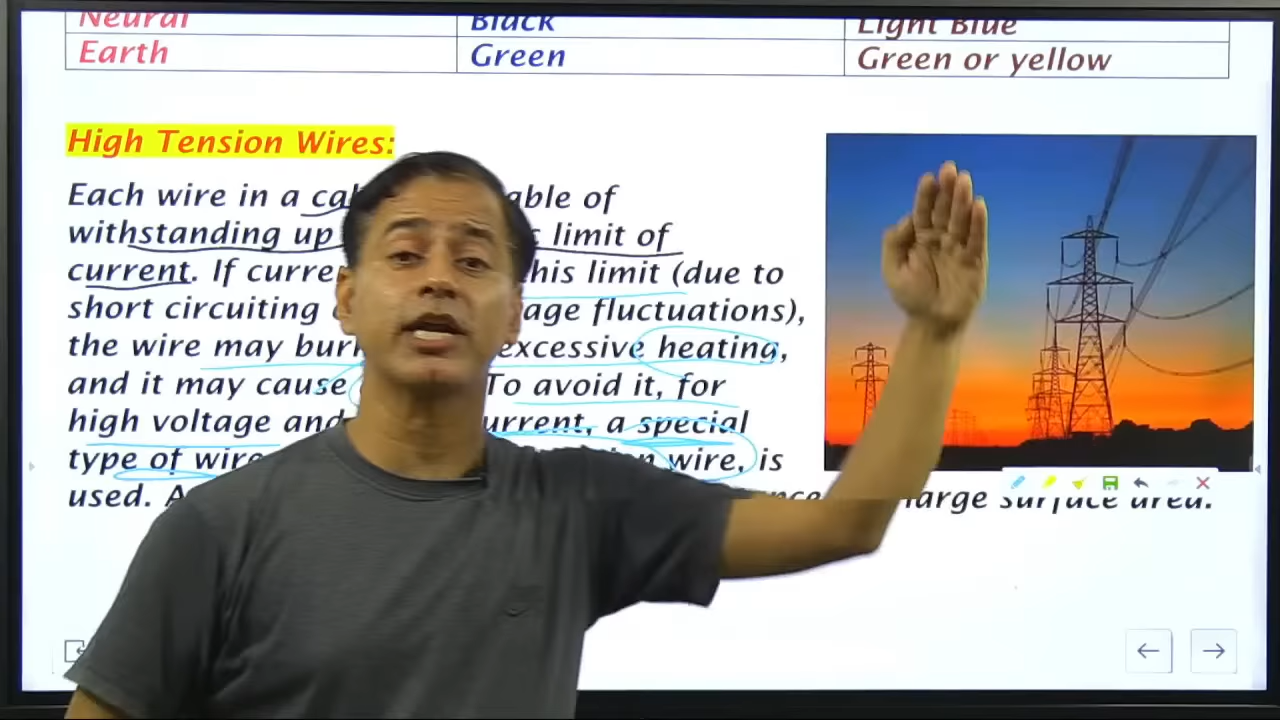 Neural Black Light Blue
Earth Green Green or yellow
High Tension Wires:
Each wire in a able of
withstanding up limit of
current. If curre this limit (due to
short circuiting age fluctuations),
the wire may burn excessive heating,
and it may cause To avoid it, for
high voltage and urrent, a special
type of wire wire, is
used. large surface area.